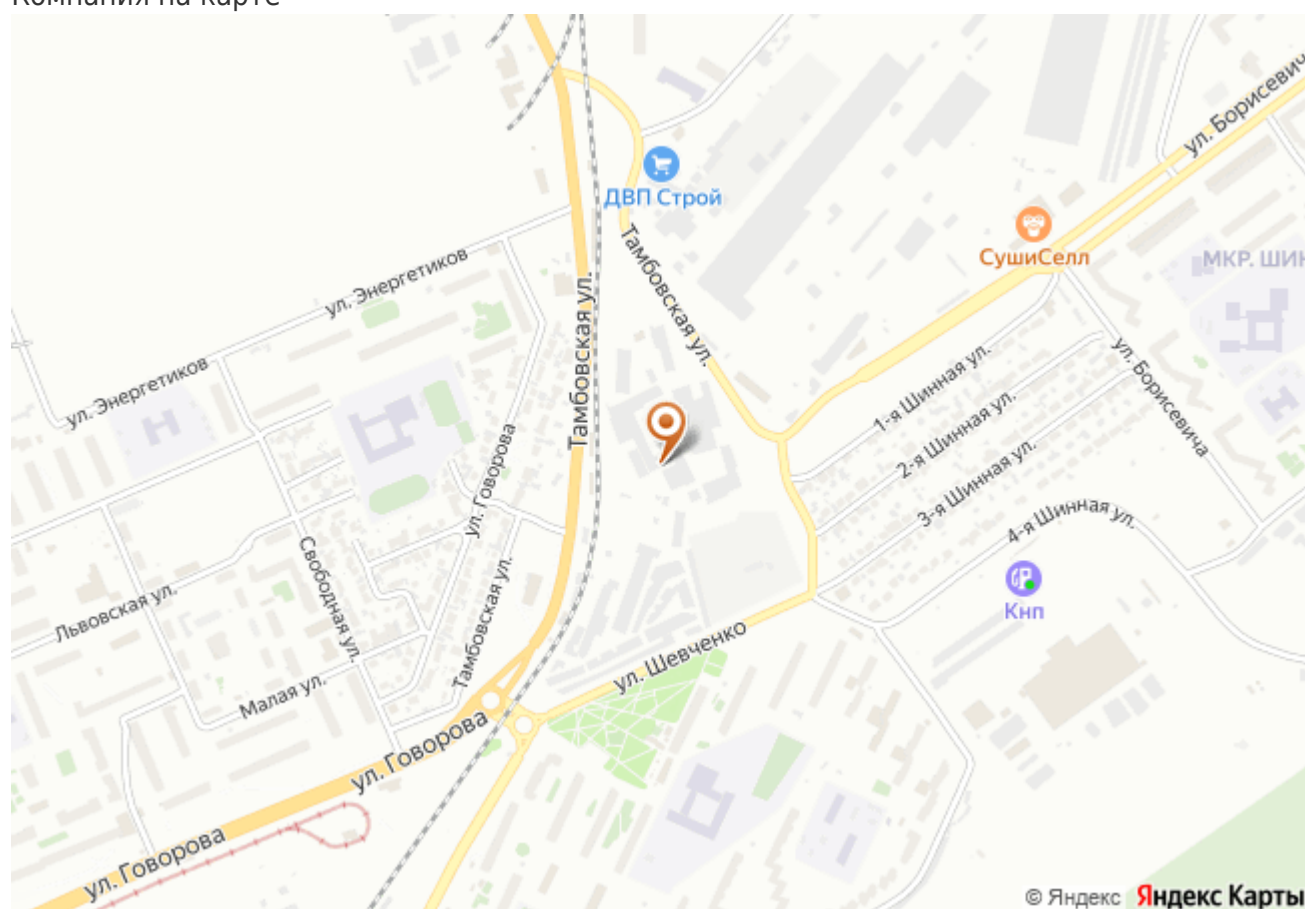 Компания на карте
ул. Борисевича
ДВП Строй
СушиСелл
МКР. ШИН
ул. Энергетиков
Тамбовская ул.
Тамбовская ул.
ул. Энергетиков
1-я Шинная ул.
ул. Борисевича
2-я Шинная ул.
3-я Шинная ул.
4-я Шинная ул.
ул. Говорова
Свободная ул.
Львовская ул.
Тамбовская ул.
Кнп
ул. Шевченко
Малая ул.
ул. Говорова
ул. Говорова
© Яндекс Яндекс Карты